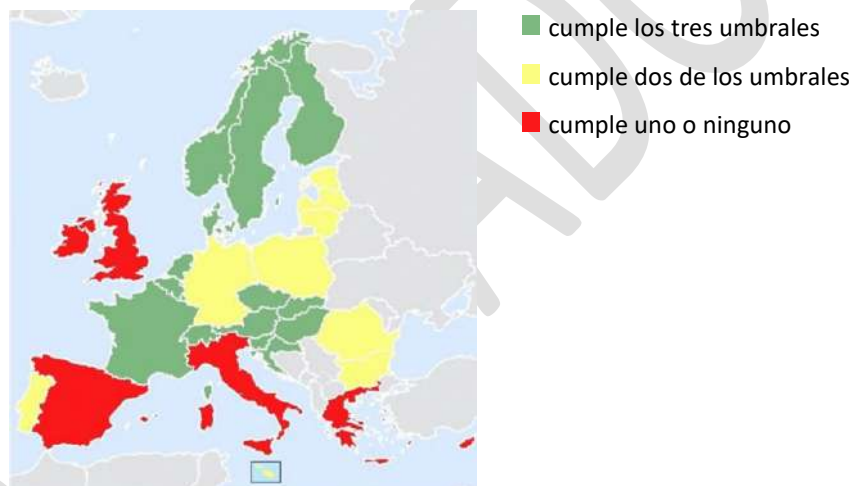 cumple los tres umbrales
cumple dos de los umbrales
cumple uno o ninguno